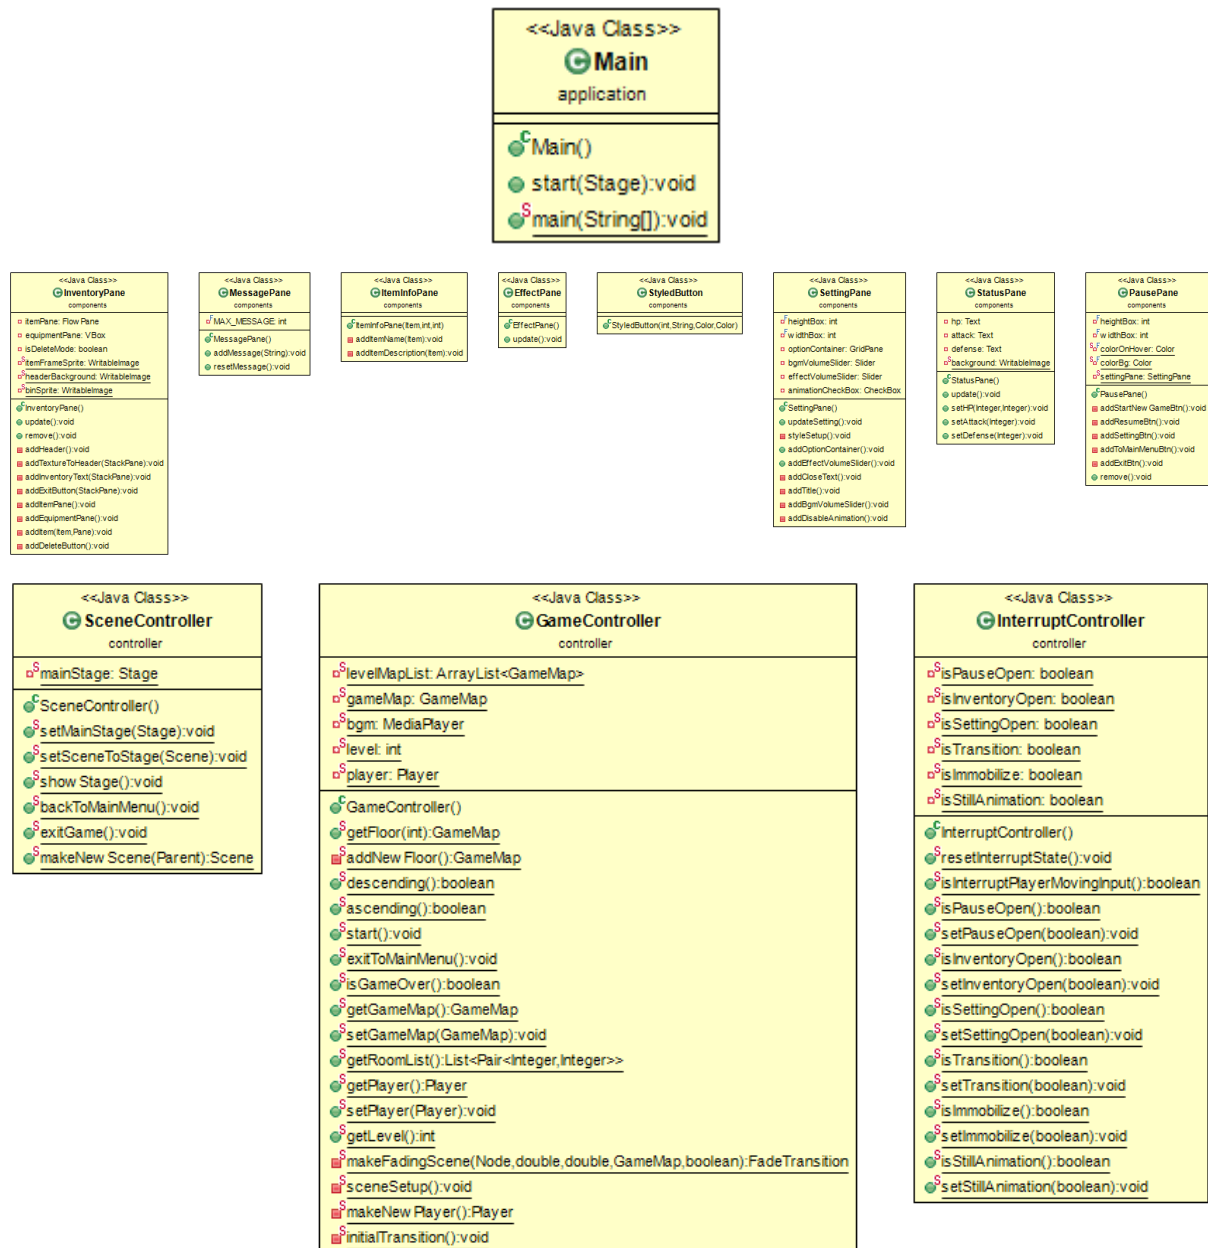 <<Java Class>>
Main
application
Main()
start(Stage):void
main(String[]):void
<<Java Class>>
InventoryPane
components
itemPane: FlowPane
equipmentPane: VBox
isDeleteMode: boolean
itemFrameSprite: WritableImage
headerBackground: WritableImage
binSprite: WritableImage
InventoryPane()
update():void
remove():void
addHeader():void
addTextureToHeader(StackPane):void
addInventoryText(StackPane):void
addExitButton(StackPane):void
addItemPane():void
addEquipmentPane():void
addItem(Item,Pane):void
addDeleteButton():void
<<Java Class>>
MessagePane
components
MAX_MESSAGE: int
MessagePane()
addMessage(String):void
resetMessage():void
<<Java Class>>
ItemInfoPane
components
ItemInfoPane(Item,int,int)
addItemName(Item):void
addItemDescription(Item):void
<<Java Class>>
EffectPane
components
EffectPane()
update():void
<<Java Class>>
StyledButton
components
StyledButton(int,String,Color,Color)
<<Java Class>>
SettingPane
components
heightBox: int
widthBox: int
optionContainer: GridPane
bgmVolumeSlider: Slider
effectVolumeSlider: Slider
animationCheckBox: CheckBox
SettingPane()
updateSetting():void
styleSetup():void
addOptionContainer():void
addEffectVolumeSlider():void
addCloseText():void
addTitle():void
addBgmVolumeSlider():void
addDisableAnimation():void
<<Java Class>>
StatusPane
components
hp: Text
attack: Text
defense: Text
background: WritableImage
StatusPane()
update():void
setHP(Integer,Integer):void
setAttack(Integer):void
setDefense(Integer):void
<<Java Class>>
PausePane
components
heightBox: int
widthBox: int
colorOnHover: Color
colorBg: Color
settingPane: SettingPane
PausePane()
addStartNewGameBtn():void
addResumeBtn():void
addSettingBtn():void
addToMainMenuBtn():void
addExitBtn():void
remove():void
<<Java Class>>
SceneController
controller
mainStage: Stage
SceneController()
setMainStage(Stage):void
setSceneToStage(Scene):void
showStage():void
backToMainMenu():void
exitGame():void
makeNewScene(Parent):Scene
<<Java Class>>
GameController
controller
levelMapList: ArrayList<GameMap>
gameMap: GameMap
bgm: MediaPlayer
level: int
player: Player
GameController()
getFloor(int):GameMap
addNewFloor():GameMap
descending():boolean
ascending():boolean
start():void
exitToMainMenu():void
isGameOver():boolean
getGameMap():GameMap
setGameMap(GameMap):void
getRoomList():List<Pair<Integer,Integer>>
getPlayer():Player
setPlayer(Player):void
getLevel():int
makeFadingScene(Node,double,double,GameMap,boolean):FadeTransition
sceneSetup():void
makeNewPlayer():Player
initialTransition():void
<<Java Class>>
InterruptController
controller
isPauseOpen: boolean
isInventoryOpen: boolean
isSettingOpen: boolean
isTransition: boolean
isImmobilize: boolean
isStillAnimation: boolean
InterruptController()
resetInterruptState():void
isInterruptPlayerMovingInput():boolean
isPauseOpen():boolean
setPauseOpen(boolean):void
isInventoryOpen():boolean
setInventoryOpen(boolean):void
isSettingOpen():boolean
setSettingOpen(boolean):void
isTransition():boolean
setTransition(boolean):void
isImmobilize():boolean
setImmobilize(boolean):void
isStillAnimation():boolean
setStillAnimation(boolean):void